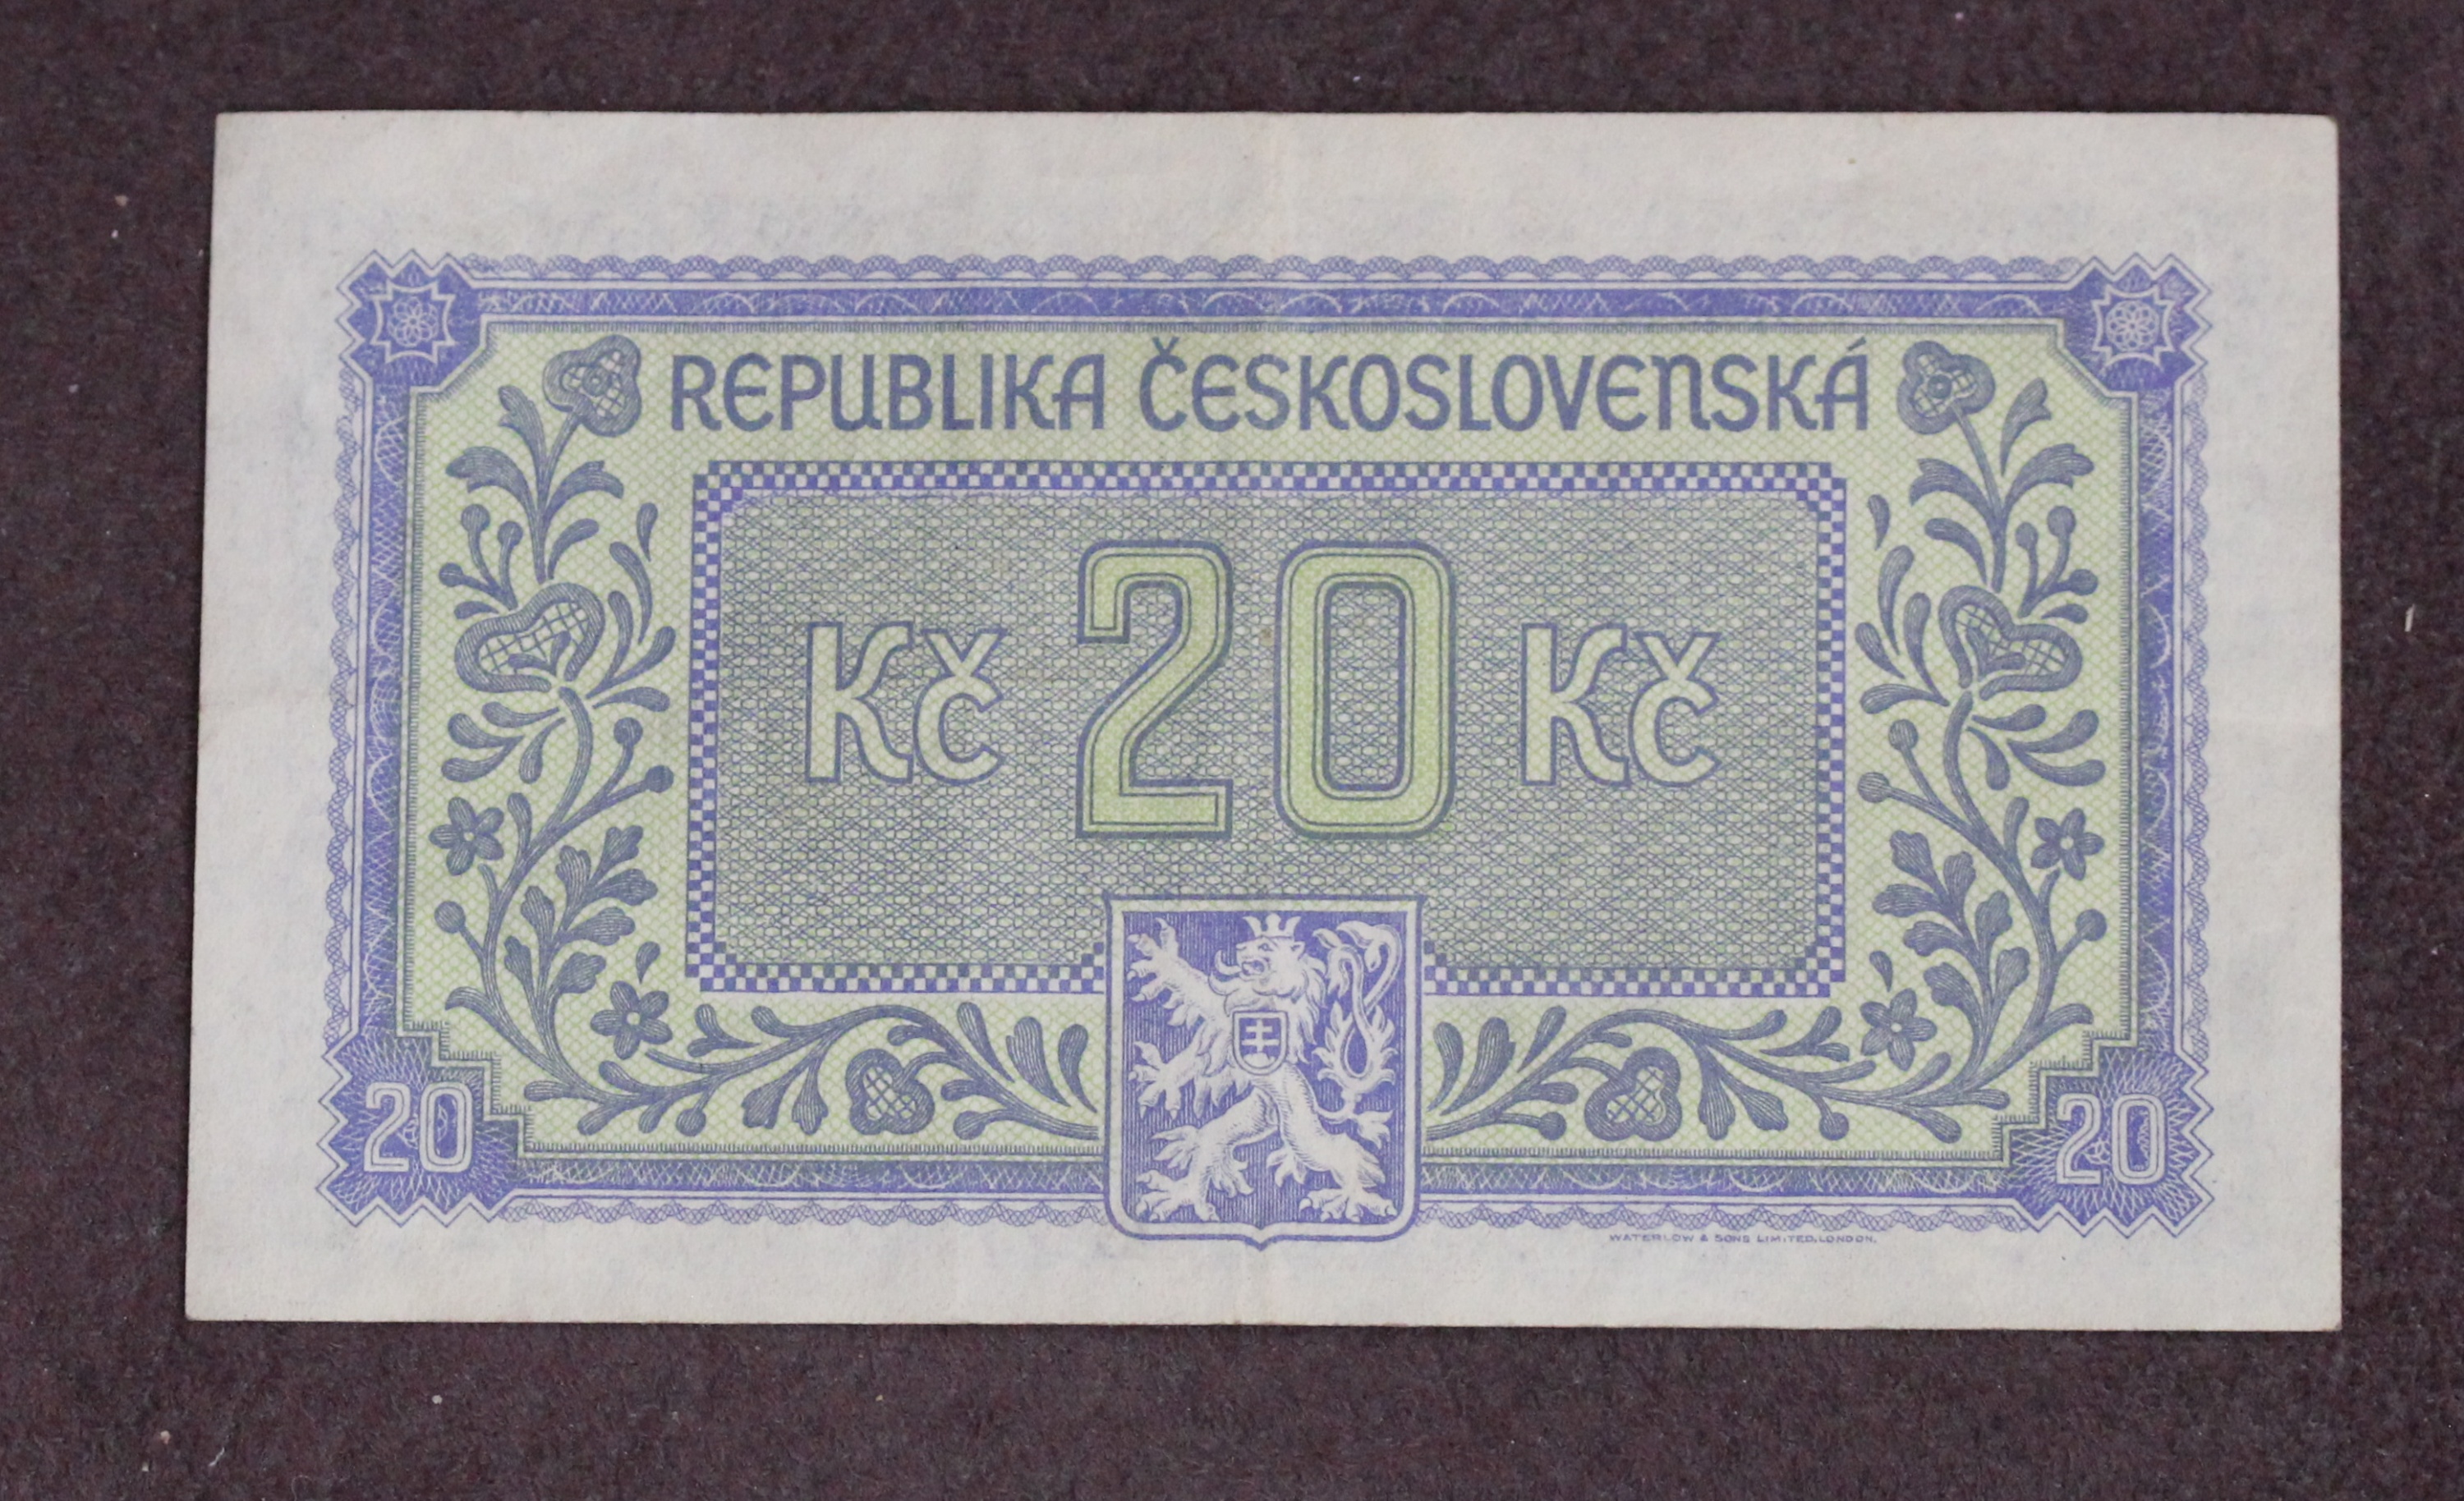 REPUBLIKA ČESKOSLOVENSKÁ
Kč 20 Kč
20 20
WATERLOW & SONS LIMITED, LONDON.